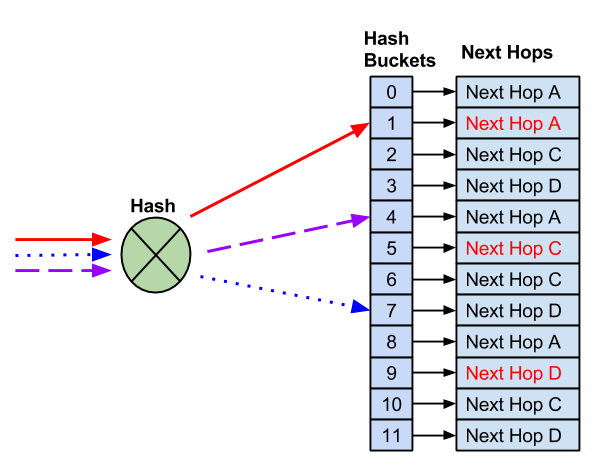 Hash
Buckets
Next Hops
Hash
0 Next Hop A
1 Next Hop A
2 Next Hop C
3 Next Hop D
4 Next Hop A
5 Next Hop C
6 Next Hop C
7 Next Hop D
8 Next Hop A
9 Next Hop D
10 Next Hop C
11 Next Hop D